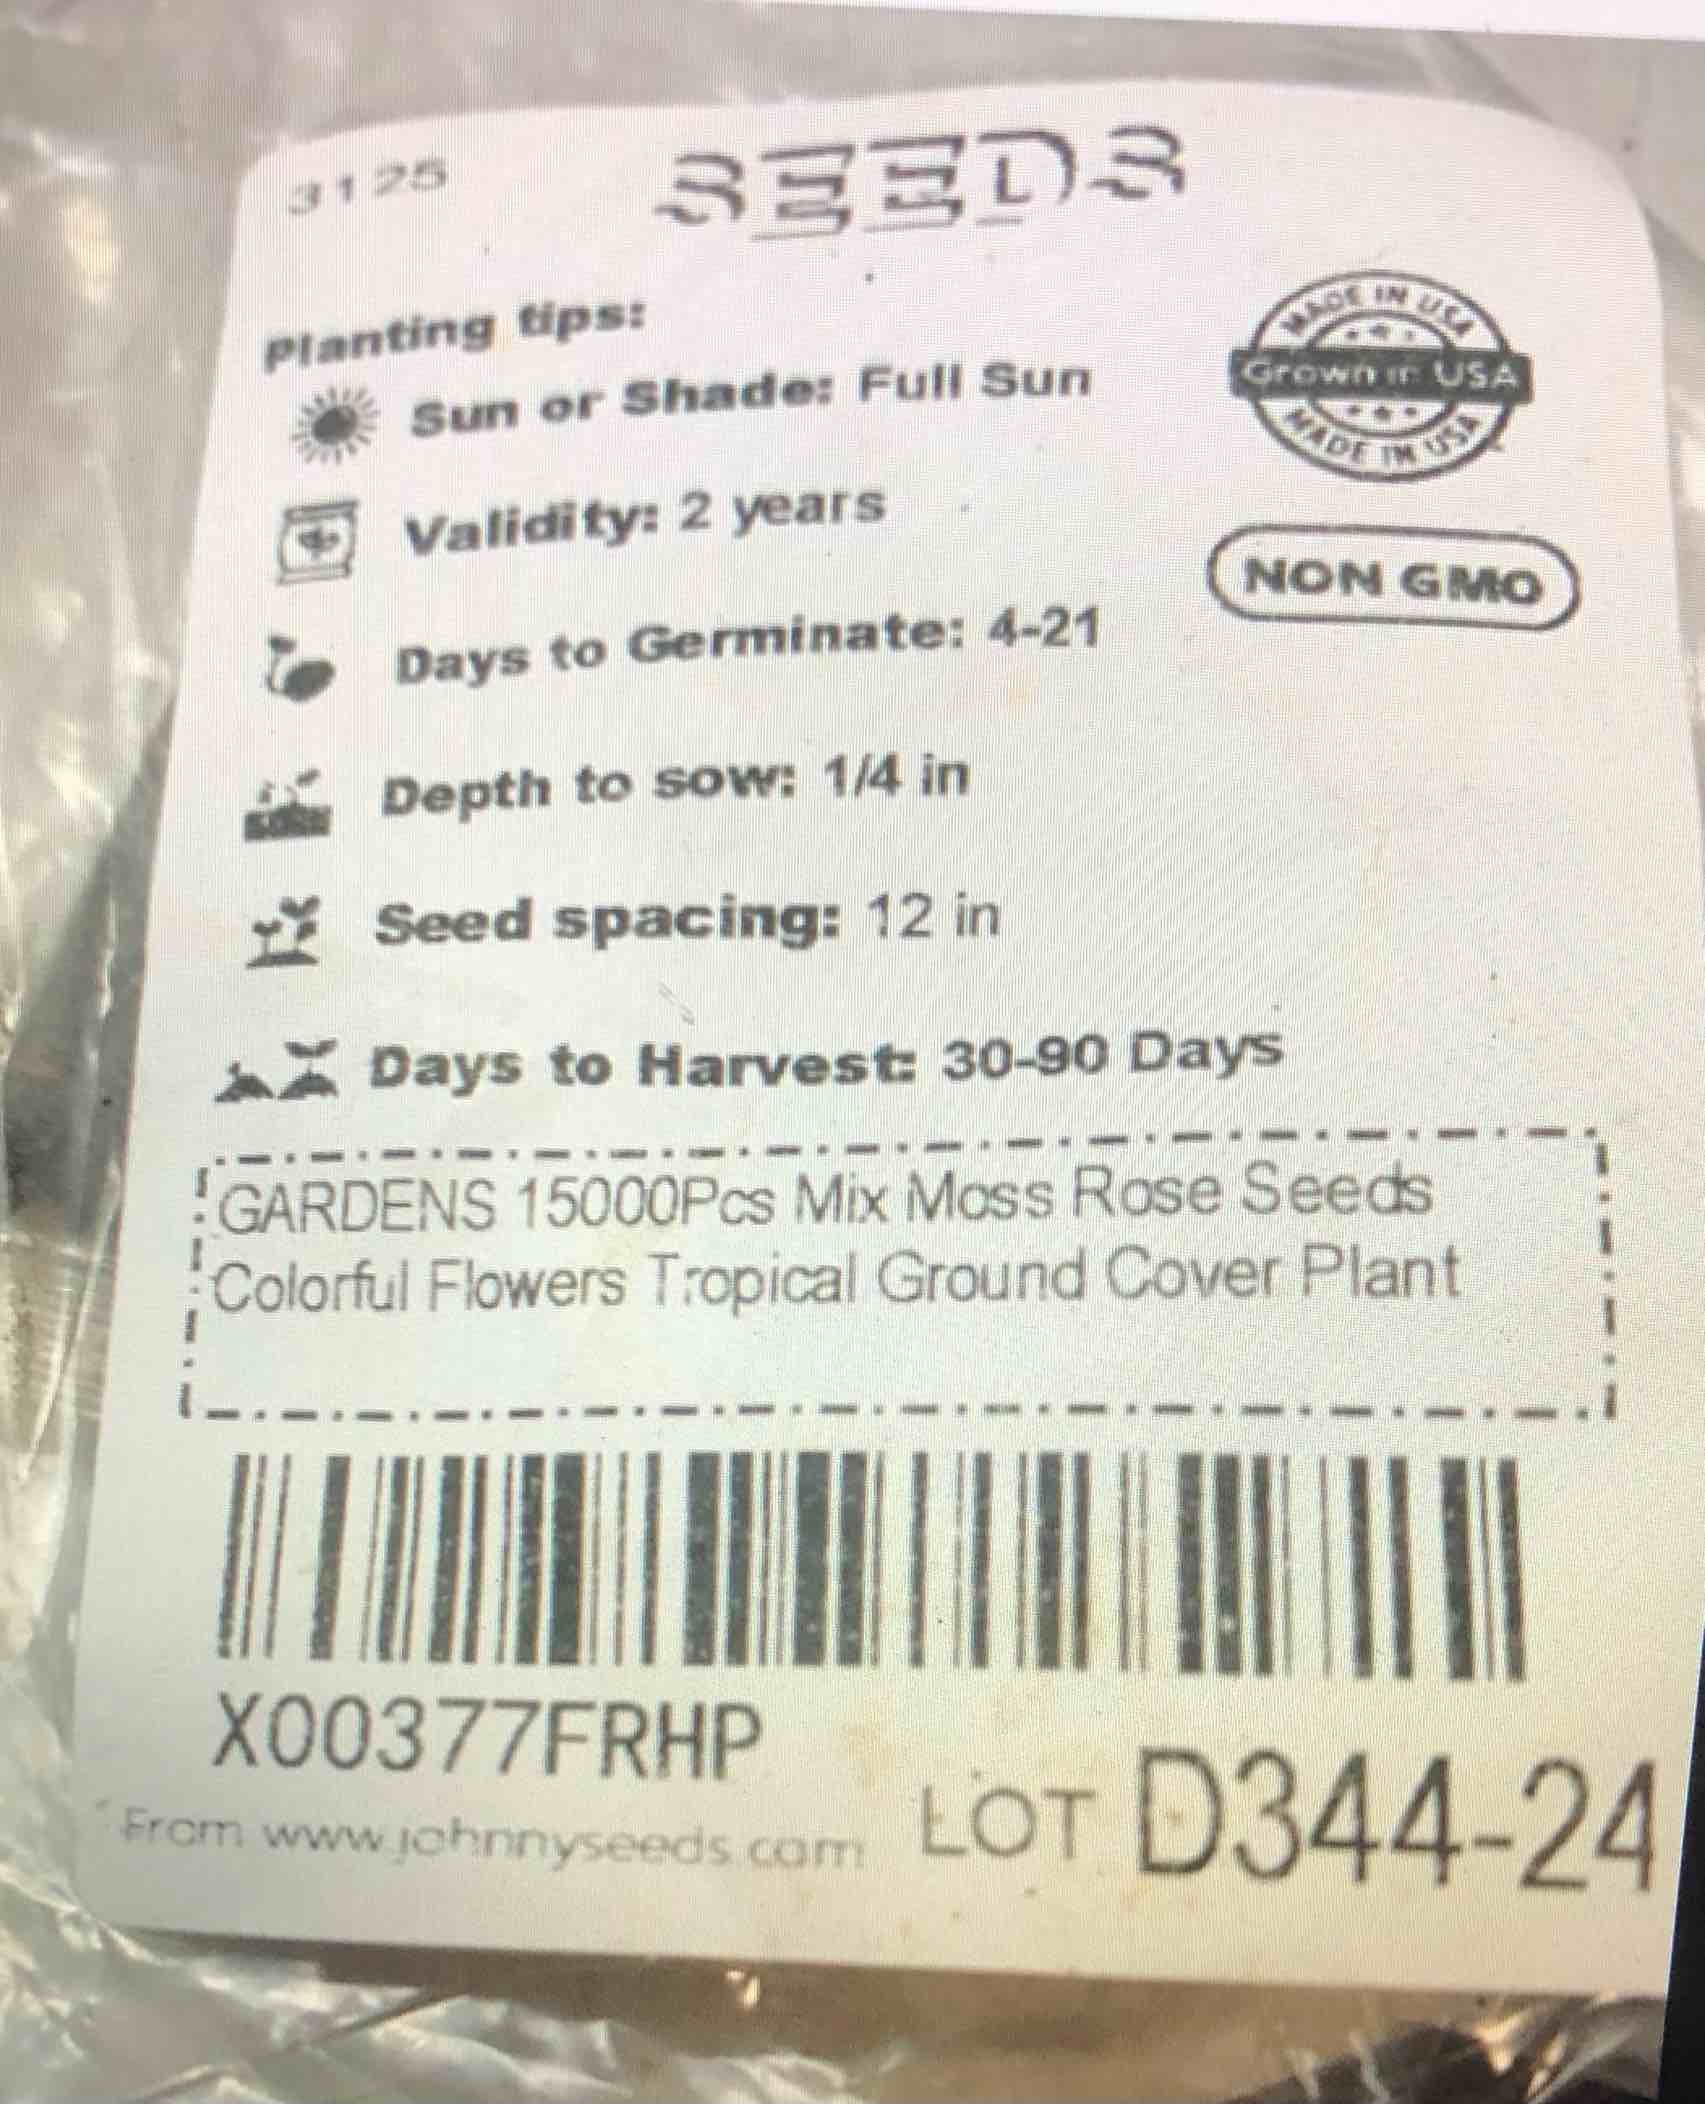 3125
SEEDS
Planting tips:
MADE IN USA
Grown in USA
MADE IN USA
Sun or Shade: Full Sun
Validity: 2 years
NON GMO
Days to Germinate: 4-21
Depth to sow: 1/4 in
Seed spacing: 12 in
Days to Harvest: 30-90 Days
GARDENS 15000Pcs Mix Moss Rose Seeds
Colorful Flowers Tropical Ground Cover Plant
X00377FRHP
From www.johnnyseeds.com LOT D344-24